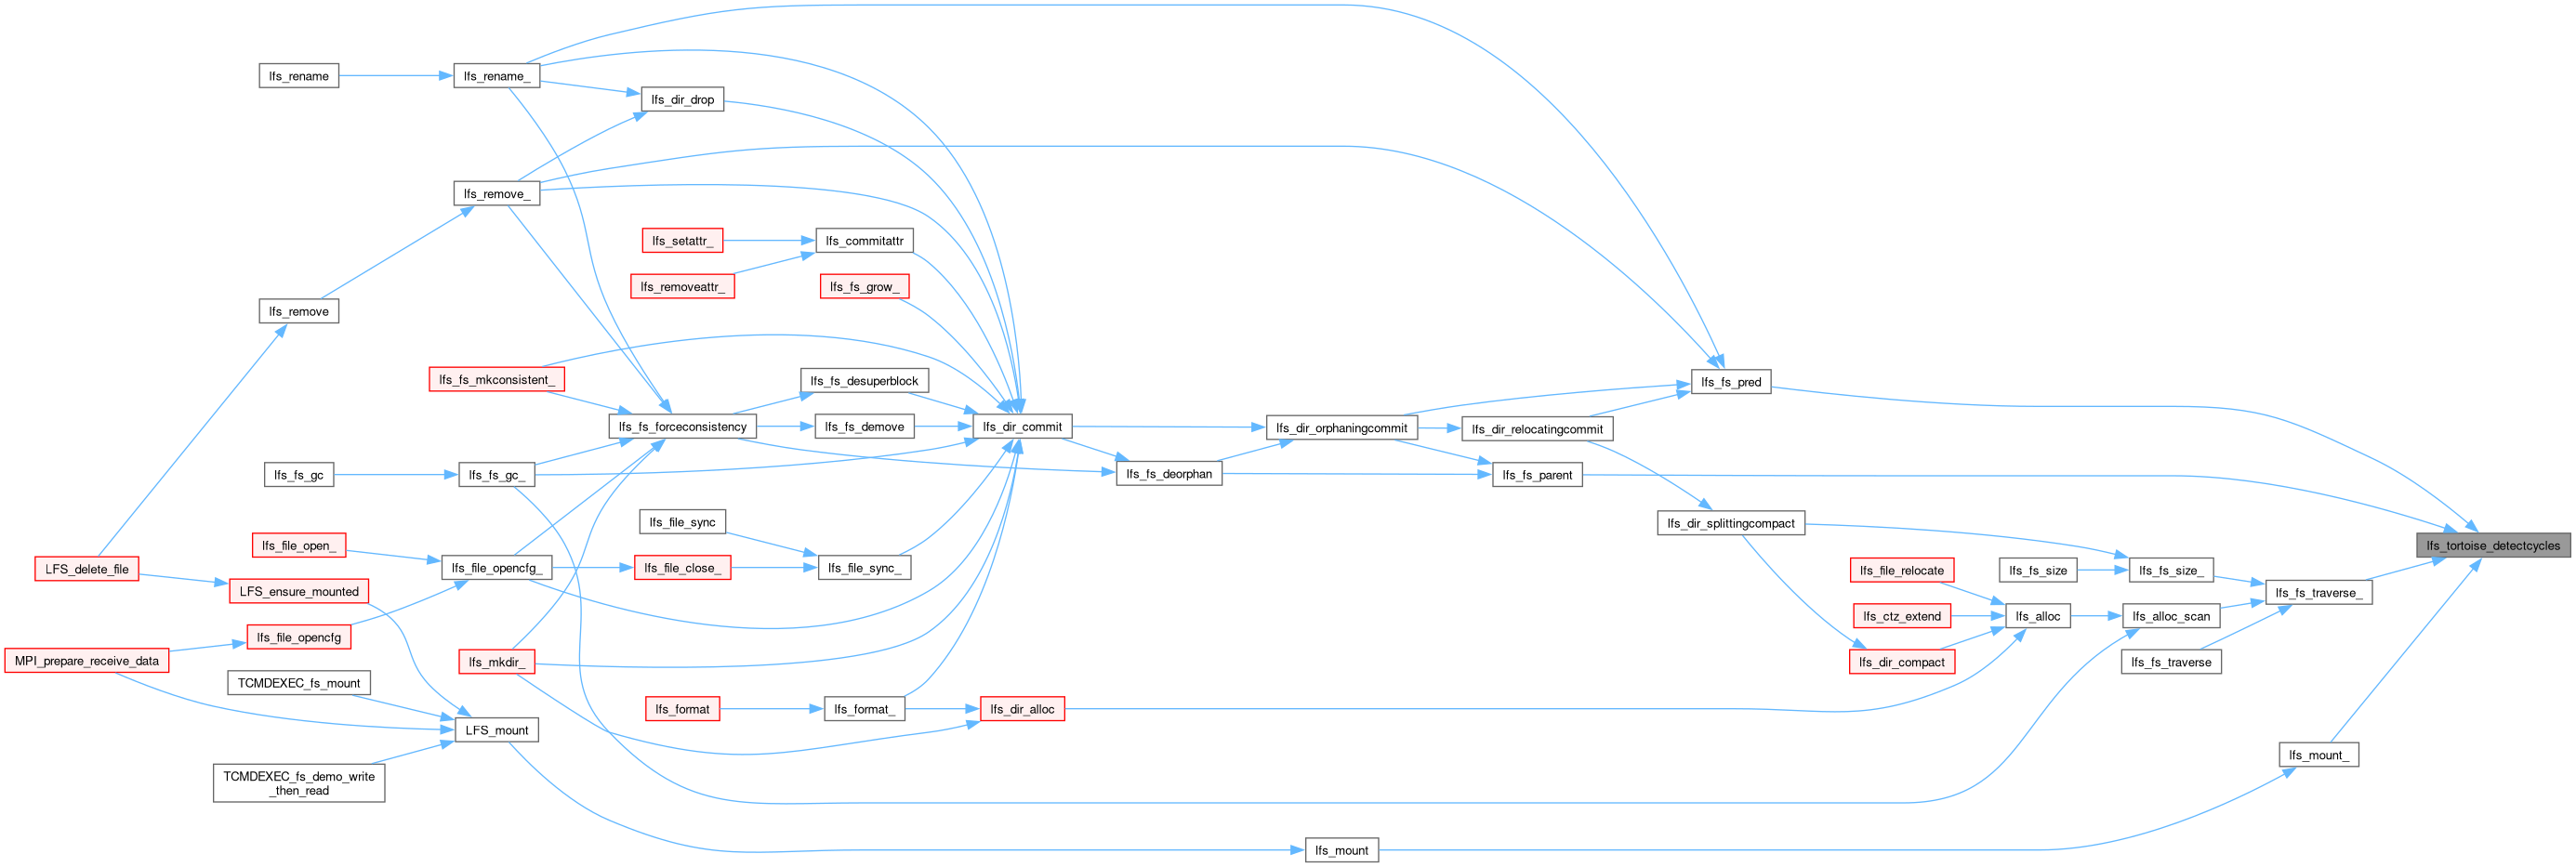 lfs_rename
lfs_rename_
lfs_dir_drop
lfs_remove_
lfs_setattr_
lfs_commitattr
lfs_removeattr_
lfs_fs_grow_
lfs_remove
lfs_fs_mkconsistent_
lfs_fs_desuperblock
lfs_fs_pred
lfs_fs_forceconsistency
lfs_fs_demove
lfs_dir_commit
lfs_dir_orphaningcommit
lfs_dir_relocatingcommit
lfs_fs_gc
lfs_fs_gc_
lfs_fs_deorphan
lfs_fs_parent
lfs_file_sync
lfs_dir_splittingcompact
lfs_file_open_
lfs_tortoise_detectcycles
LFS_delete_file
lfs_file_opencfg_
lfs_file_close_
lfs_file_sync_
lfs_file_relocate
lfs_fs_size
lfs_fs_size_
LFS_ensure_mounted
lfs_fs_traverse_
lfs_ctz_extend
lfs_alloc
lfs_alloc_scan
lfs_file_opencfg
MPI_prepare_receive_data
lfs_mkdir_
lfs_dir_compact
lfs_fs_traverse
TCMDEXEC_fs_mount
lfs_format
lfs_format_
lfs_dir_alloc
LFS_mount
lfs_mount_
TCMDEXEC_fs_demo_write
_then_read
lfs_mount